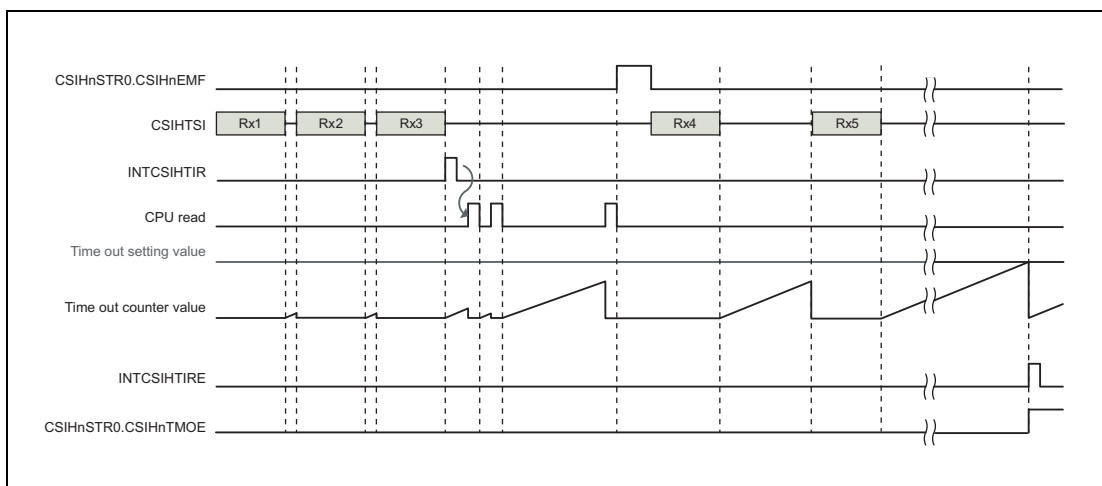 CSIHnSTR0.CSIHnEMF
CSIHTSI
Rx1
Rx2
Rx3
Rx4
Rx5
INTCSIHTIR
CPU read
Time out setting value
Time out counter value
INTCSIHTIRE
CSIHnSTR0.CSIHnTMOE